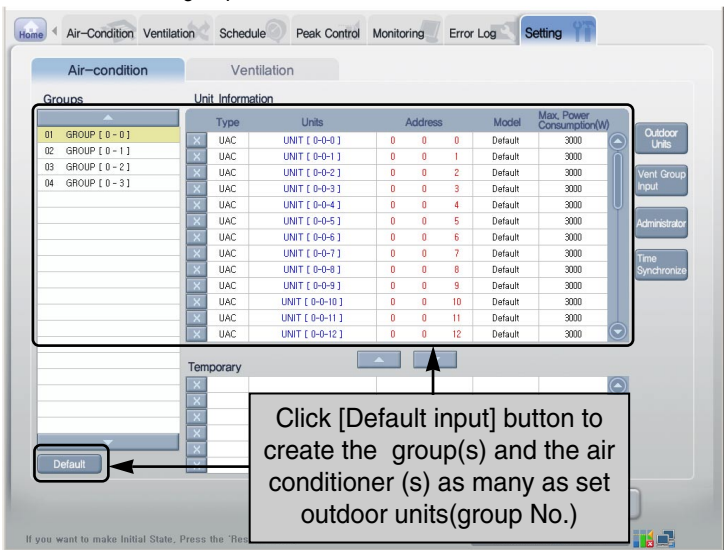 Home Air-Condition Ventilation Schedule Peak Control Monitoring Error Log Setting
Air-condition Ventilation
Groups Unit Information
01 GROUP [ 0 - 0 ]
02 GROUP [ 0 - 1 ]
03 GROUP [ 0 - 2 ]
04 GROUP [ 0 - 3 ]
Type Units Address Model Max. Power Consumption(W)
X UAC UNIT [ 0-0-0 ] 0 0 0 Default 3000
X UAC UNIT [ 0-0-1 ] 0 0 1 Default 3000
X UAC UNIT [ 0-0-2 ] 0 0 2 Default 3000
X UAC UNIT [ 0-0-3 ] 0 0 3 Default 3000
X UAC UNIT [ 0-0-4 ] 0 0 4 Default 3000
X UAC UNIT [ 0-0-5 ] 0 0 5 Default 3000
X UAC UNIT [ 0-0-6 ] 0 0 6 Default 3000
X UAC UNIT [ 0-0-7 ] 0 0 7 Default 3000
X UAC UNIT [ 0-0-8 ] 0 0 8 Default 3000
X UAC UNIT [ 0-0-9 ] 0 0 9 Default 3000
X UAC UNIT [ 0-0-10 ] 0 0 10 Default 3000
X UAC UNIT [ 0-0-11 ] 0 0 11 Default 3000
X UAC UNIT [ 0-0-12 ] 0 0 12 Default 3000
Outdoor
Units
Vent Group
Input
Administrator
Time
Synchronize
Temporary
X
X
X
X
X
Default
Click [Default input] button to
create the group(s) and the air
conditioner (s) as many as set
outdoor units(group No.)
If you want to make Initial State, Press the 'Res